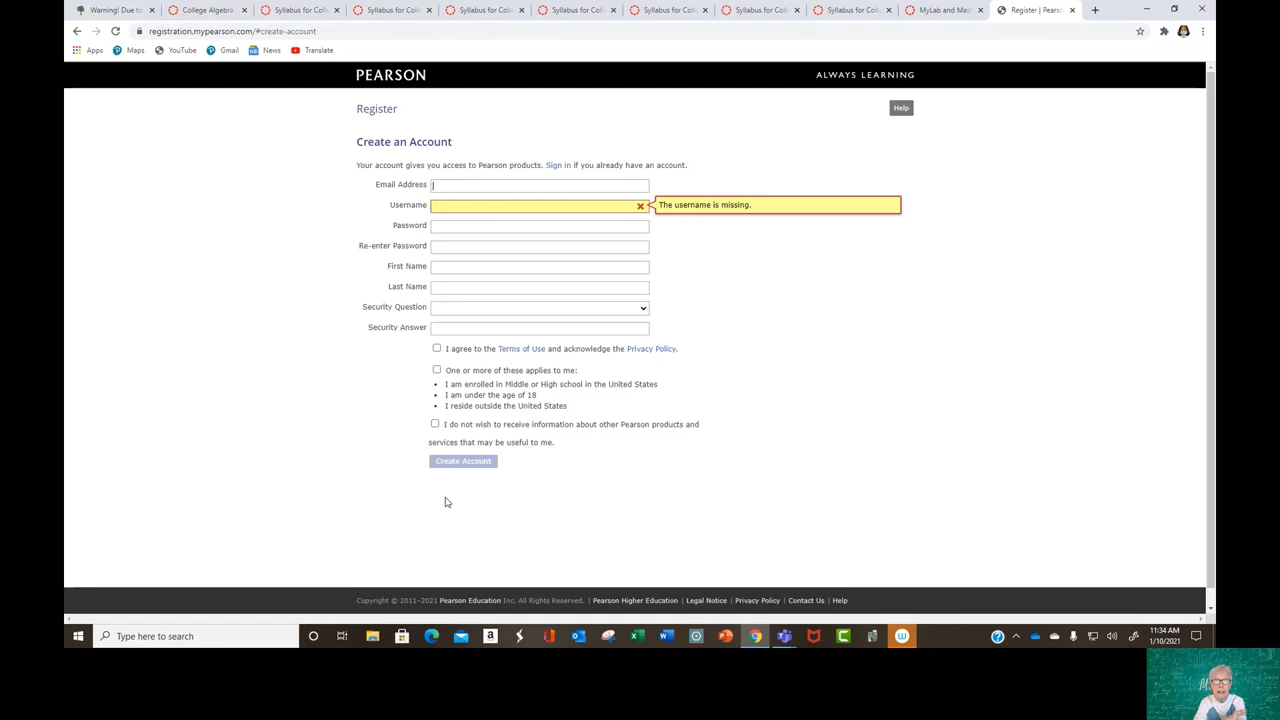 Warning! Due to
College Algebra
Syllabus for Coll
Syllabus for Coll
Syllabus for Coll
Syllabus for Coll
Syllabus for Coll
Syllabus for Coll
Syllabus for Coll
MyLab and Mast
Register | Pearso
registration.mypearson.com/#create-account
Apps Maps YouTube Gmail News Translate
PEARSON ALWAYS LEARNING
Register Help
Create an Account
Your account gives you access to Pearson products. Sign in if you already have an account.
Email Address
Username The username is missing.
Password
Re-enter Password
First Name
Last Name
Security Question
Security Answer
I agree to the Terms of Use and acknowledge the Privacy Policy.
One or more of these applies to me:
• I am enrolled in Middle or High school in the United States
• I am under the age of 18
• I reside outside the United States
I do not wish to receive information about other Pearson products and
services that may be useful to me.
Create Account
Copyright © 2011–2021 Pearson Education Inc. All Rights Reserved. | Pearson Higher Education | Legal Notice | Privacy Policy | Contact Us | Help
Type here to search
11:34 AM
1/10/2021